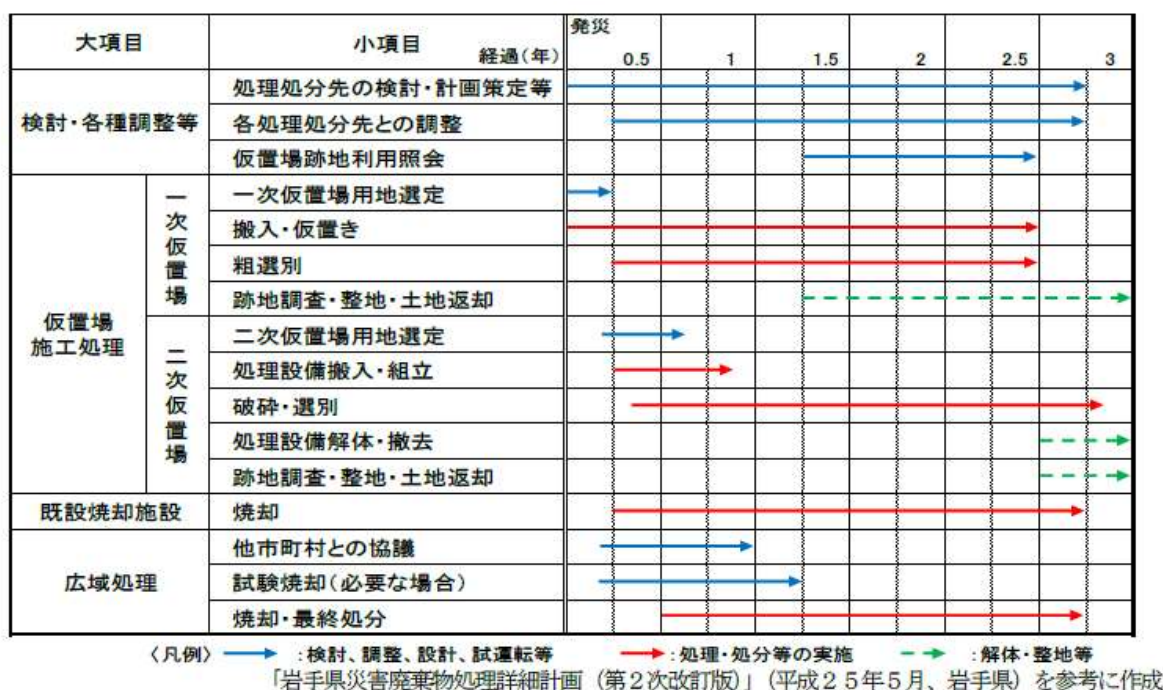 大項目 小項目 経過(年) 発災 0.5 1 1.5 2 2.5 3
検討・各種調整等
処理処分先の検討・計画策定等
各処理処分先との調整
仮置場跡地利用照会
仮置場
施工処理
一次仮置場
一次仮置場用地選定
搬入・仮置き
粗選別
跡地調査・整地・土地返却
二次仮置場
二次仮置場用地選定
処理設備搬入・組立
破砕・選別
処理設備解体・撤去
跡地調査・整地・土地返却
既設焼却施設 焼却
広域処理
他市町村との協議
試験焼却(必要な場合)
焼却・最終処分
〈凡例〉 :検討、調整、設計、試運転等 :処理・処分等の実施 :解体・整地等
「岩手県災害廃棄物処理詳細計画(第2次改訂版)」(平成25年5月、岩手県)を参考に作成